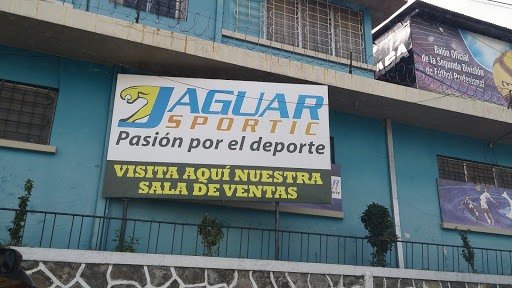 Balón Oficial
de la Segunda División
de Fútbol Profesional
JAGUAR
SPORTIC
Pasión por el deporte
VISITA AQUÍ NUESTRA
SALA DE VENTAS